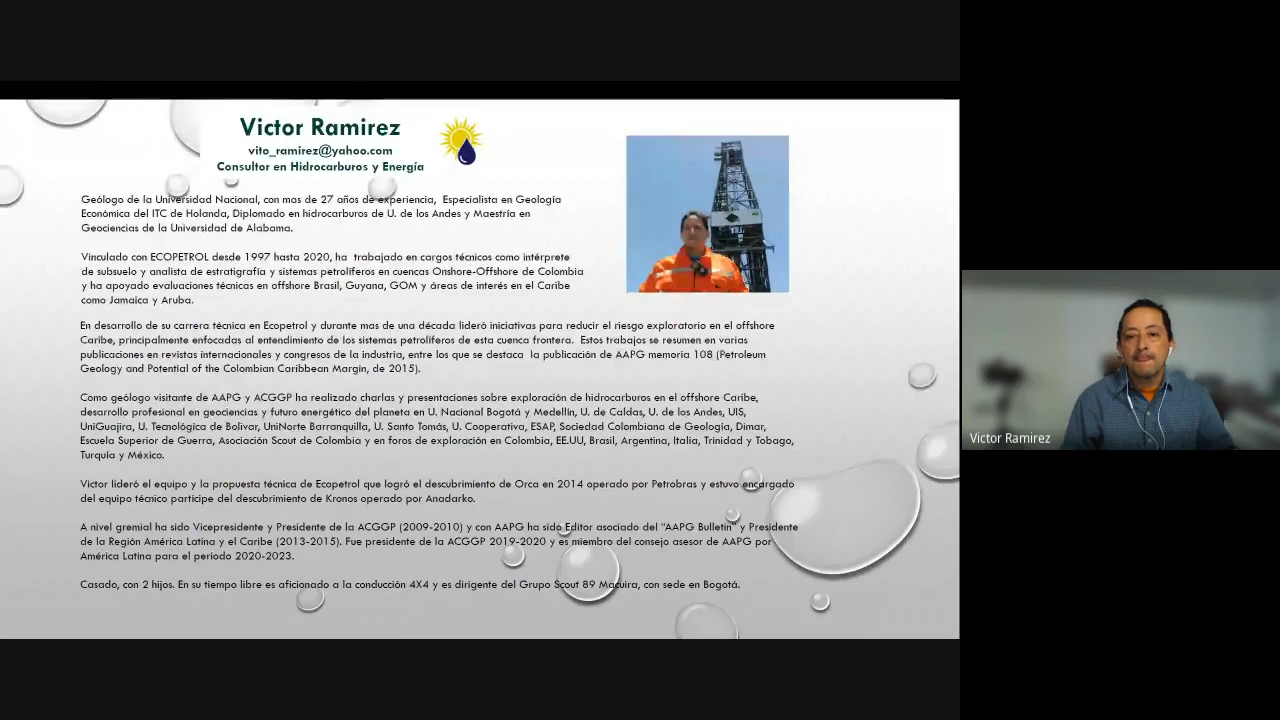 Victor Ramirez
vito_ramirez@yahoo.com
Consultor en Hidrocarburos y Energía
Geólogo de la Universidad Nacional, con mas de 27 años de experiencia, Especialista en Geología
Económica del ITC de Holanda, Diplomado en hidrocarburos de U. de los Andes y Maestría en
Geociencias de la Universidad de Alabama.
Vinculado con ECOPETROL desde 1997 hasta 2020, ha trabajado en cargos técnicos como intérprete
de subsuelo y analista de estratigrafía y sistemas petrolíferos en cuencas Onshore-Offshore de Colombia
y ha apoyado evaluaciones técnicas en offshore Brasil, Guyana, GOM y áreas de interés en el Caribe
como Jamaica y Aruba.
En desarrollo de su carrera técnica en Ecopetrol y durante mas de una década lideró iniciativas para reducir el riesgo exploratorio en el offshore
Caribe, principalmente enfocadas al entendimiento de los sistemas petrolíferos de esta cuenca frontera. Estos trabajos se resumen en varias
publicaciones en revistas internacionales y congresos de la industria, entre los que se destaca la publicación de AAPG memoria 108 (Petroleum
Geology and Potential of the Colombian Caribbean Margin, de 2015).
Como geólogo visitante de AAPG y ACGGP ha realizado charlas y presentaciones sobre exploración de hidrocarburos en el offshore Caribe,
desarrollo profesional en geociencias y futuro energético del planeta en U. Nacional Bogotá y Medellín, U. de Caldas, U. de los Andes, UIS,
UniGuajira, U. Tecnológica de Bolivar, UniNorte Barranquilla, U. Santo Tomás, U. Cooperativa, ESAP, Sociedad Colombiana de Geología, Dimar,
Escuela Superior de Guerra, Asociación Scout de Colombia y en foros de exploración en Colombia, EE.UU, Brasil, Argentina, Italia, Trinidad y Tobago,
Turquía y México.
Victor lideró el equipo y la propuesta técnica de Ecopetrol que logró el descubrimiento de Orca en 2014 operado por Petrobras y estuvo encargado
del equipo técnico partícipe del descubrimiento de Kronos operado por Anadarko.
A nivel gremial ha sido Vicepresidente y Presidente de la ACGGP (2009-2010) y con AAPG ha sido Editor asociado del "AAPG Bulletin" y Presidente
de la Región América Latina y el Caribe (2013-2015). Fue presidente de la ACGGP 2019-2020 y es miembro del consejo asesor de AAPG por
América Latina para el periodo 2020-2023.
Casado, con 2 hijos. En su tiempo libre es aficionado a la conducción 4X4 y es dirigente del Grupo Scout 89 Macuira, con sede en Bogotá.
Victor Ramirez